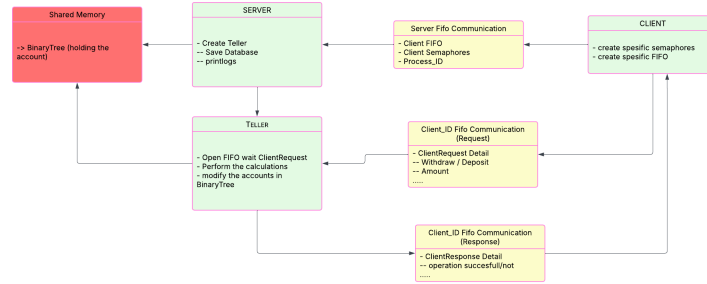 Shared Memory
-> BinaryTree (holding the
account)
SERVER
- Create Teller
-- Save Database
-- printlogs
Server Fifo Communication
- Client FIFO
- Client Semaphores
- Process_ID
CLIENT
- create spesific semaphores
- create spesific FIFO
TELLER
- Open FIFO wait ClientRequest
- Perform the calculations
- modify the accounts in
BinaryTree
Client_ID Fifo Communication
(Request)
- ClientRequest Detail
-- Withdraw / Deposit
-- Amount
.....
Client_ID Fifo Communication
(Response)
- ClientResponse Detail
-- operation succesfull/not
.....